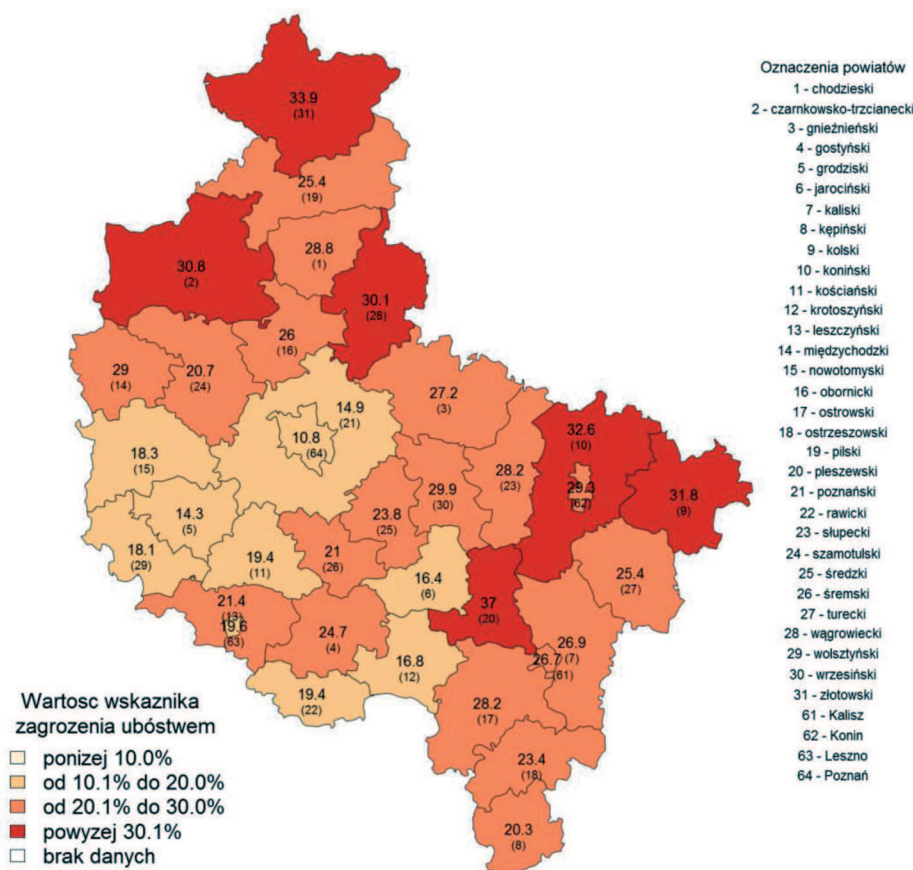 33.9
(31)
25.4
(19)
28.8
(1)
30.8
(2)
30.1
(28)
26
(16)
29
(14)
20.7
(24)
27.2
(3)
14.9
(21)
10.8
(64)
32.6
(10)
18.3
(15)
28.2
(23)
29.9
(30)
29.3
(62)
31.8
(9)
14.3
(5)
23.8
(25)
18.1
(29)
19.4
(11)
21
(26)
16.4
(6)
25.4
(27)
37
(20)
21.4
(13)
19.6
(63)
24.7
(4)
26.9
(7)
26.7
(61)
16.8
(12)
19.4
(22)
28.2
(17)
23.4
(18)
20.3
(8)
Oznaczenia powiatów
1 - chodzieski
2 - czarnkowsko-trzcianecki
3 - gnieźnieński
4 - gostyński
5 - grodziski
6 - jarociński
7 - kaliski
8 - kępiński
9 - kolski
10 - koniński
11 - kościański
12 - krotoszyński
13 - leszczyński
14 - międzychodzki
15 - nowotomyski
16 - obornicki
17 - ostrowski
18 - ostrzeszowski
19 - pilski
20 - pleszewski
21 - poznański
22 - rawicki
23 - słupecki
24 - szamotulski
25 - średzki
26 - śremski
27 - turecki
28 - wągrowiecki
29 - wolsztyński
30 - wrzesiński
31 - złotowski
61 - Kalisz
62 - Konin
63 - Leszno
64 - Poznań
Wartosc wskaznika
zagrozenia ubóstwem
ponizej 10.0%
od 10.1% do 20.0%
od 20.1% do 30.0%
powyzej 30.1%
brak danych